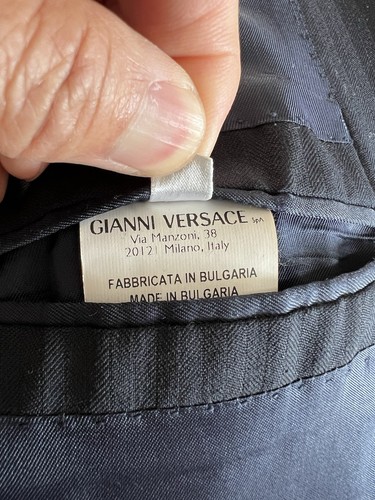 GIANNI VERSACE SpA
Via Manzoni, 38
20121 Milano, Italy
FABBRICATA IN BULGARIA
MADE IN BULGARIA